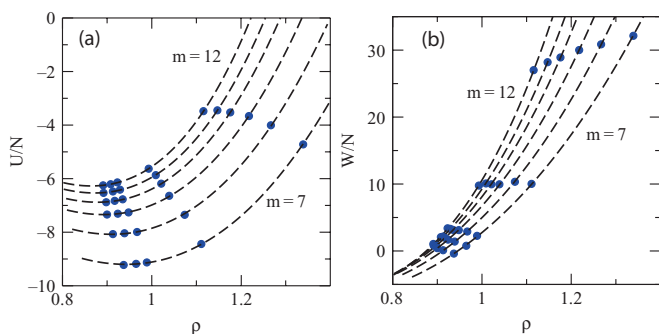 (a)
U/N
0
−2
−4
−6
−8
−10
m = 12
m = 7
0.8
1
1.2
ρ
(b)
W/N
30
20
10
0
m = 12
m = 7
0.8
1
1.2
ρ